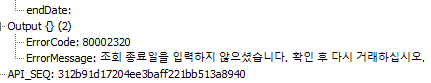 endDate:
Output {} (2)
ErrorCode: 80002320
ErrorMessage: 조회 종료일을 입력하지 않으셨습니다. 확인 후 다시 거래하십시오.
API_SEQ: 312b91d17204ee3baff221bb513a8940